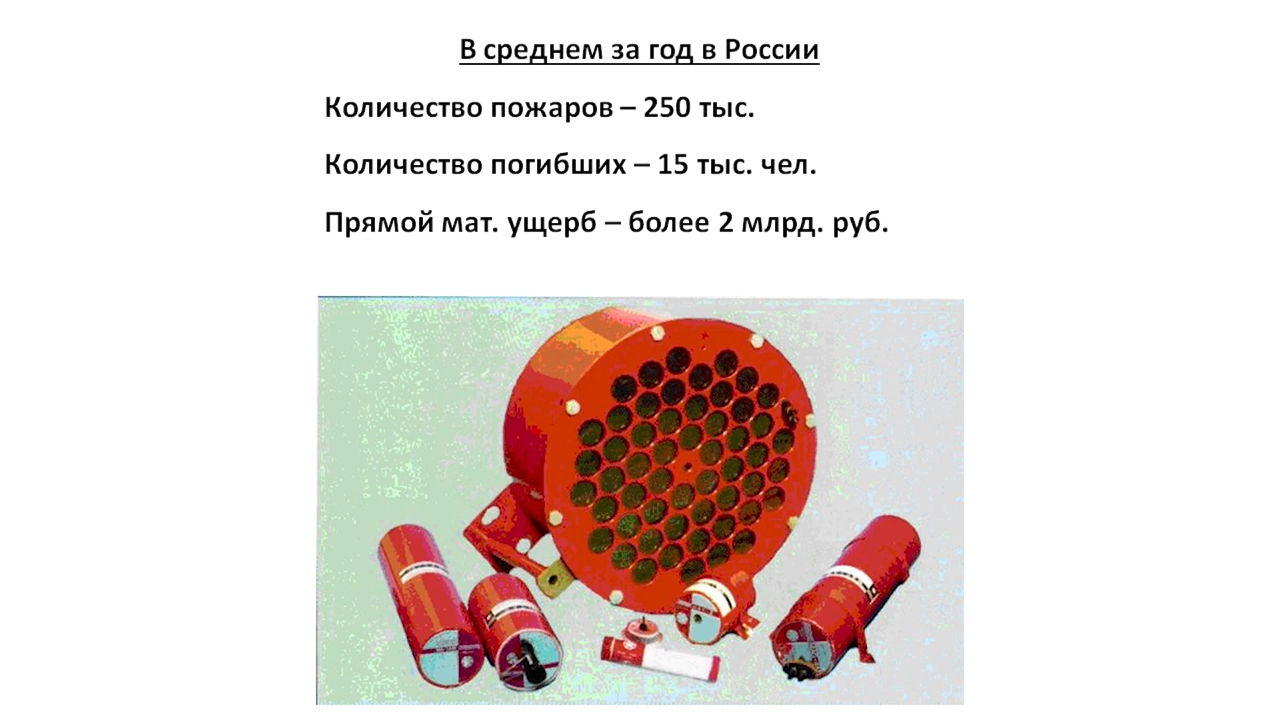 В среднем за год в России
Количество пожаров – 250 тыс.
Количество погибших – 15 тыс. чел.
Прямой мат. ущерб – более 2 млрд. руб.